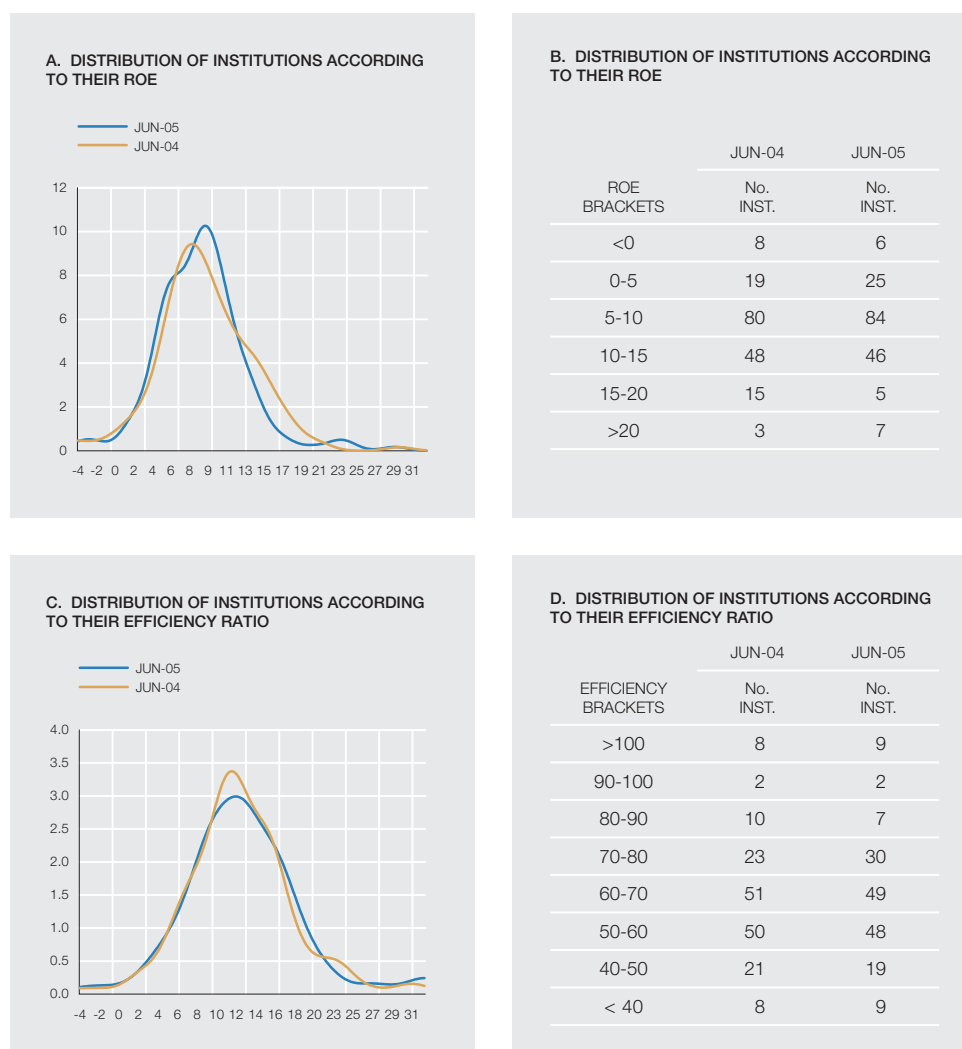 A. DISTRIBUTION OF INSTITUTIONS ACCORDING
TO THEIR ROE
JUN-05
JUN-04
12
10
8
6
4
2
0
-4 -2 0 2 4 6 8 9 11 13 15 17 19 21 23 25 27 29 31
B. DISTRIBUTION OF INSTITUTIONS ACCORDING
TO THEIR ROE
JUN-04 JUN-05
ROE No. No.
BRACKETS INST. INST.
<0 8 6
0-5 19 25
5-10 80 84
10-15 48 46
15-20 15 5
>20 3 7
C. DISTRIBUTION OF INSTITUTIONS ACCORDING
TO THEIR EFFICIENCY RATIO
JUN-05
JUN-04
4.0
3.5
3.0
2.5
2.0
1.5
1.0
0.5
0.0
-4 -2 0 2 4 6 8 10 12 14 16 18 20 23 25 27 29 31
D. DISTRIBUTION OF INSTITUTIONS ACCORDING
TO THEIR EFFICIENCY RATIO
JUN-04 JUN-05
EFFICIENCY No. No.
BRACKETS INST. INST.
>100 8 9
90-100 2 2
80-90 10 7
70-80 23 30
60-70 51 49
50-60 50 48
40-50 21 19
< 40 8 9